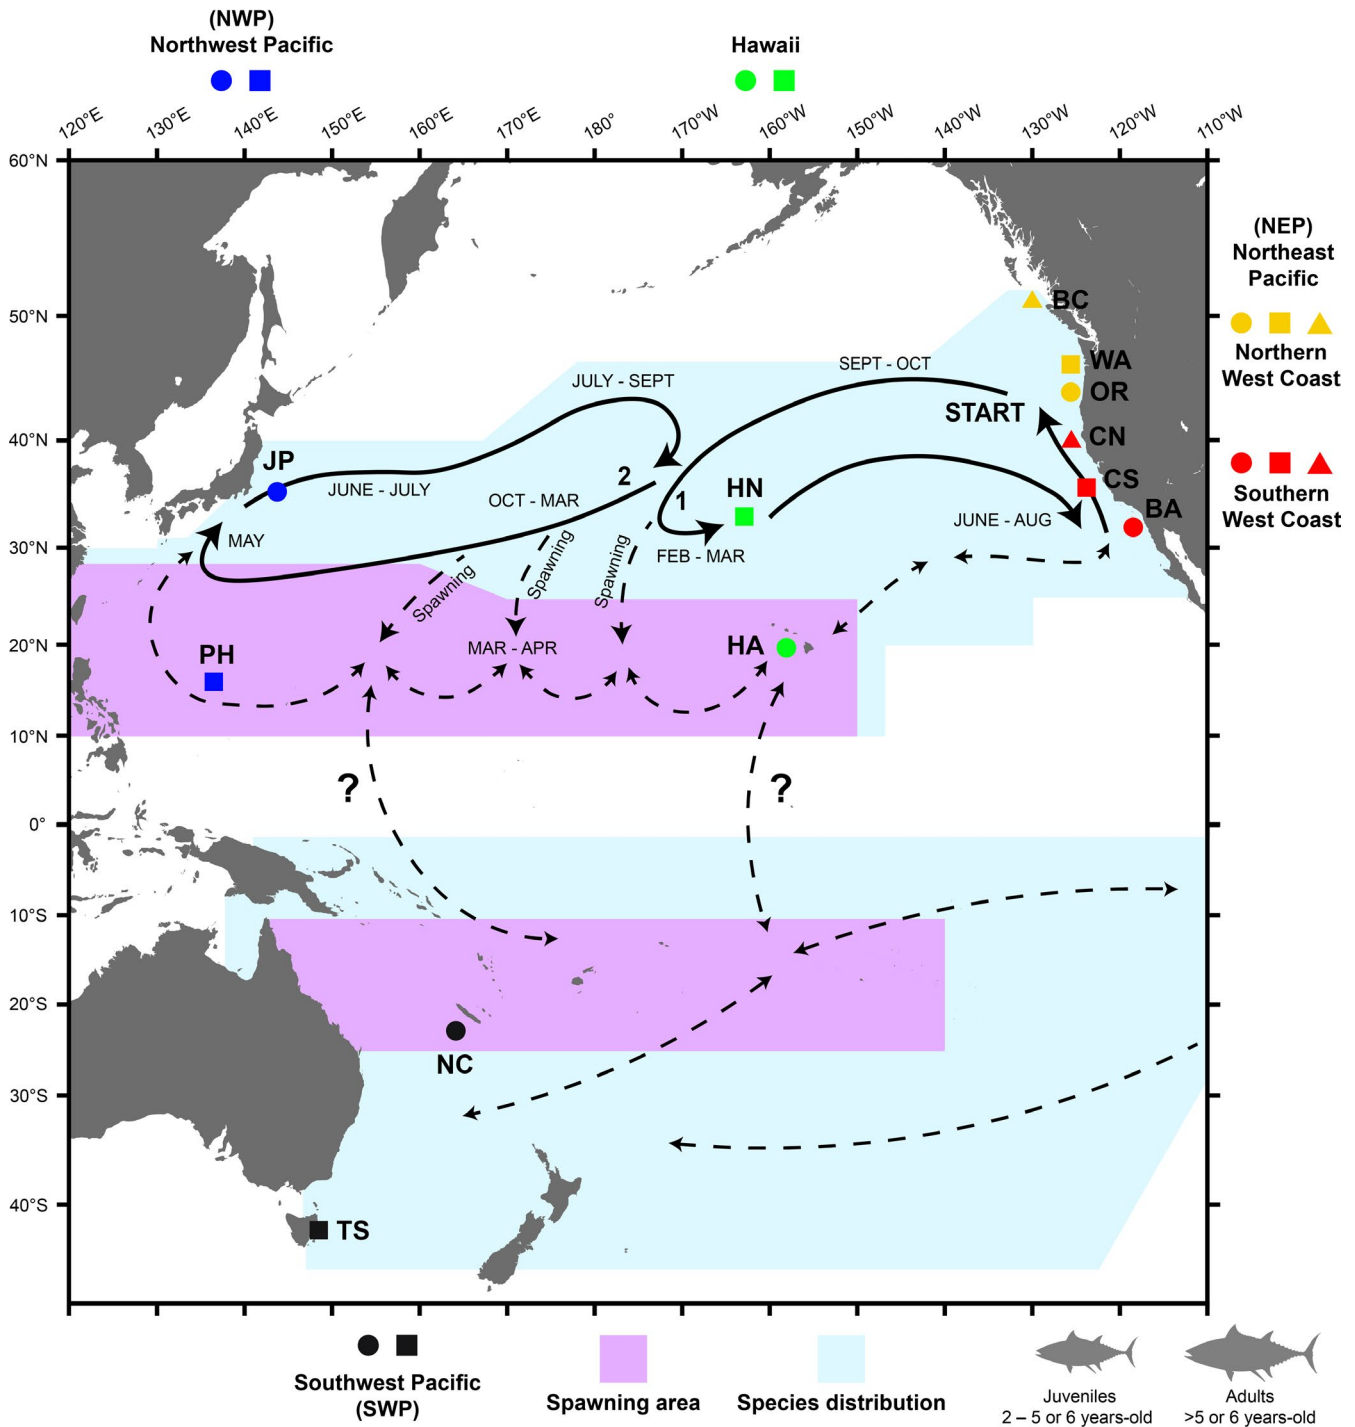 (NWP)
Northwest Pacific
Hawaii
120°E 130°E 140°E 150°E 160°E 170°E 180° 170°W 160°W 150°W 140°W 130°W 120°W 110°W
60°N
50°N
40°N
30°N
20°N
10°N
0°
10°S
20°S
30°S
40°S
(NEP)
Northeast
Pacific
Northern
West Coast
Southern
West Coast
BC
WA
OR
CN
CS
BA
SEPT - OCT
START
JULY - SEPT
JP
JUNE - JULY
2
OCT - MAR
1
HN
MAY
FEB - MAR
JUNE - AUG
Spawning
Spawning
Spawning
MAR - APR
PH
HA
?
?
NC
TS
Southwest Pacific
(SWP)
Spawning area
Species distribution
Juveniles
2 – 5 or 6 years-old
Adults
>5 or 6 years-old